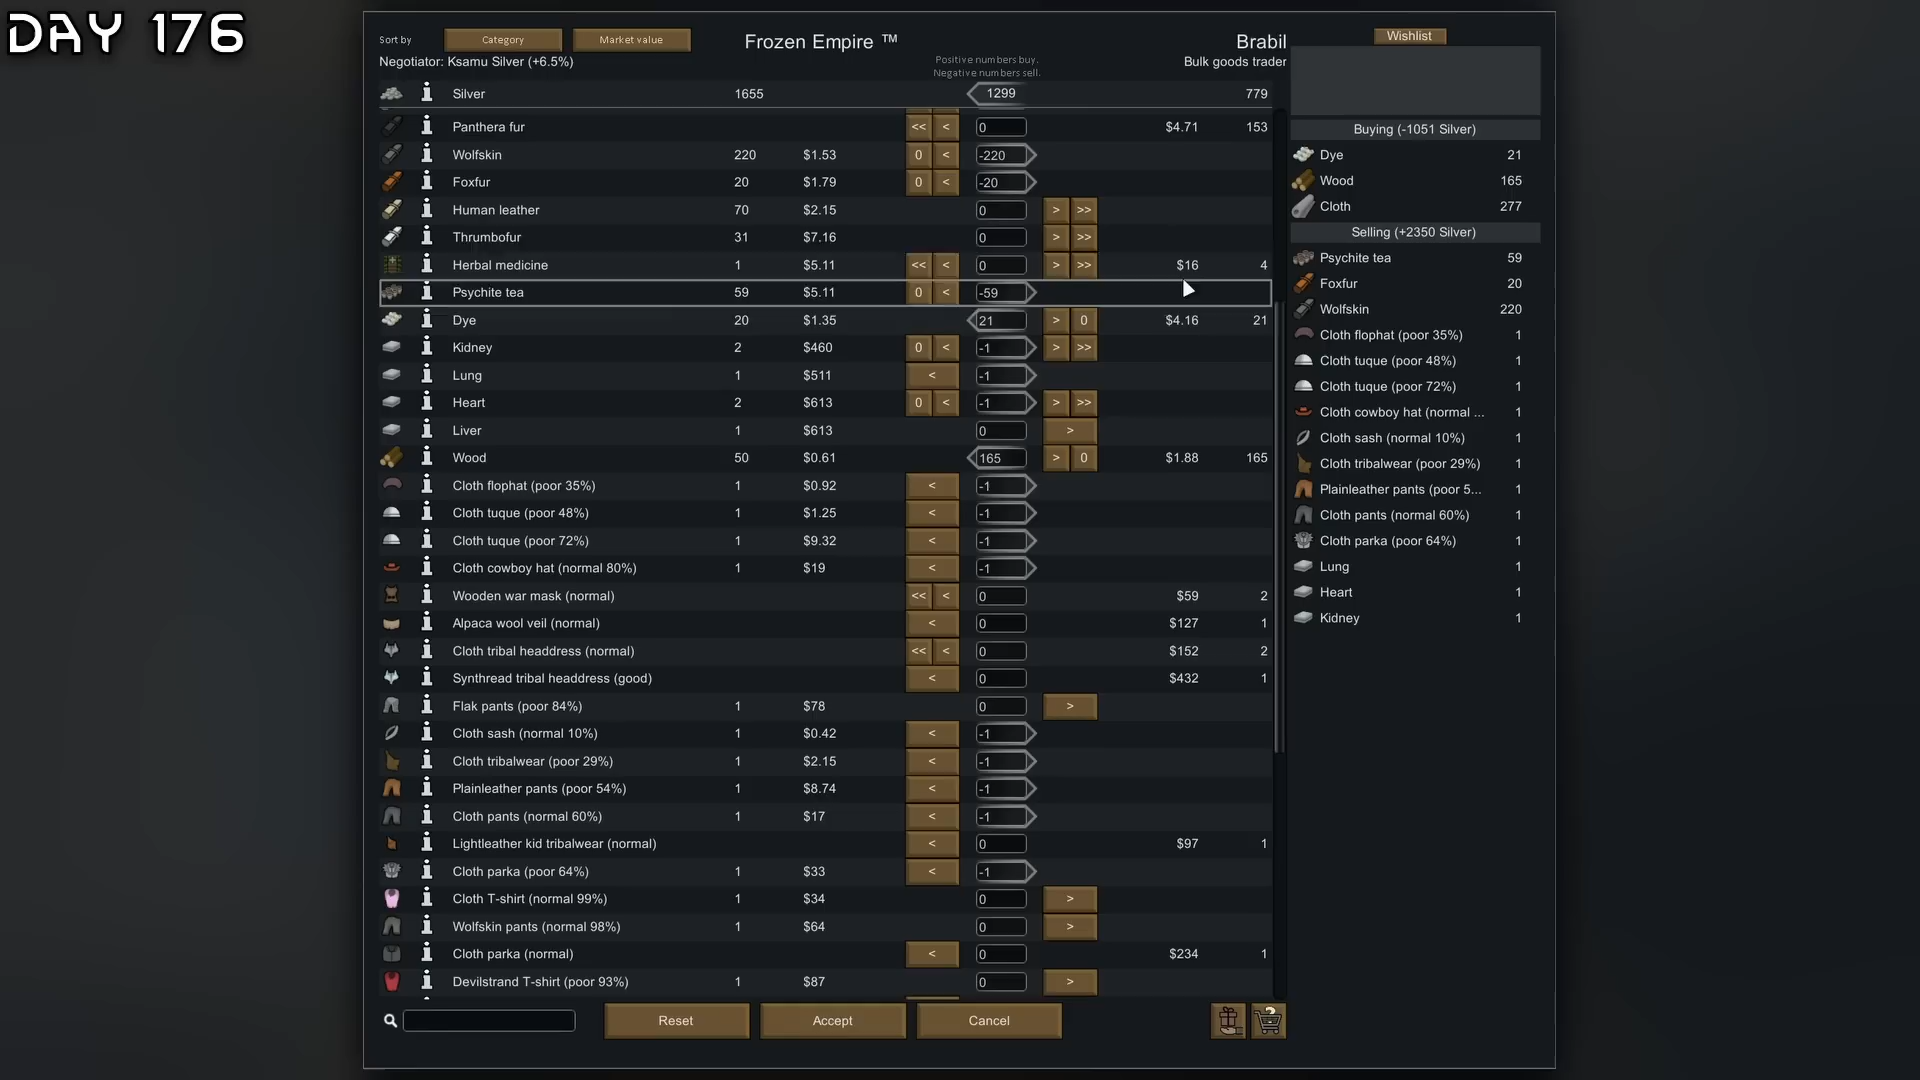 DAY 176
Sort by Category Market value Frozen Empire ™ Brabil Wishlist
Negotiator: Ksamu Silver (+6.5%) Positive numbers buy. Bulk goods trader
Negative numbers sell.
Silver 1655 1299 779
Panthera fur << < 0 $4.71 153
Wolfskin 220 $1.53 0 < -220
Foxfur 20 $1.79 0 < -20
Human leather 70 $2.15 0 > >>
Thrumbofur 31 $7.16 0 > >>
Herbal medicine 1 $5.11 << < 0 > >> $16 4
Psychite tea 59 $5.11 0 < -59
Dye 20 $1.35 21 > 0 $4.16 21
Kidney 2 $460 0 < -1 > >>
Lung 1 $511 < -1
Heart 2 $613 0 < -1 > >>
Liver 1 $613 0 >
Wood 50 $0.61 165 > 0 $1.88 165
Cloth flophat (poor 35%) 1 $0.92 < -1
Cloth tuque (poor 48%) 1 $1.25 < -1
Cloth tuque (poor 72%) 1 $9.32 < -1
Cloth cowboy hat (normal 80%) 1 $19 < -1
Wooden war mask (normal) << < 0 $59 2
Alpaca wool veil (normal) < 0 $127 1
Cloth tribal headdress (normal) << < 0 $152 2
Synthread tribal headdress (good) < 0 $432 1
Flak pants (poor 84%) 1 $78 0 >
Cloth sash (normal 10%) 1 $0.42 < -1
Cloth tribalwear (poor 29%) 1 $2.15 < -1
Plainleather pants (poor 54%) 1 $8.74 < -1
Cloth pants (normal 60%) 1 $17 < -1
Lightleather kid tribalwear (normal) < 0 $97 1
Cloth parka (poor 64%) 1 $33 < -1
Cloth T-shirt (normal 99%) 1 $34 0 >
Wolfskin pants (normal 98%) 1 $64 0 >
Cloth parka (normal) < 0 $234 1
Devilstrand T-shirt (poor 93%) 1 $87 0 >
Reset Accept Cancel
Buying (-1051 Silver)
Dye 21
Wood 165
Cloth 277
Selling (+2350 Silver)
Psychite tea 59
Foxfur 20
Wolfskin 220
Cloth flophat (poor 35%) 1
Cloth tuque (poor 48%) 1
Cloth tuque (poor 72%) 1
Cloth cowboy hat (normal ... 1
Cloth sash (normal 10%) 1
Cloth tribalwear (poor 29%) 1
Plainleather pants (poor 5... 1
Cloth pants (normal 60%) 1
Cloth parka (poor 64%) 1
Lung 1
Heart 1
Kidney 1